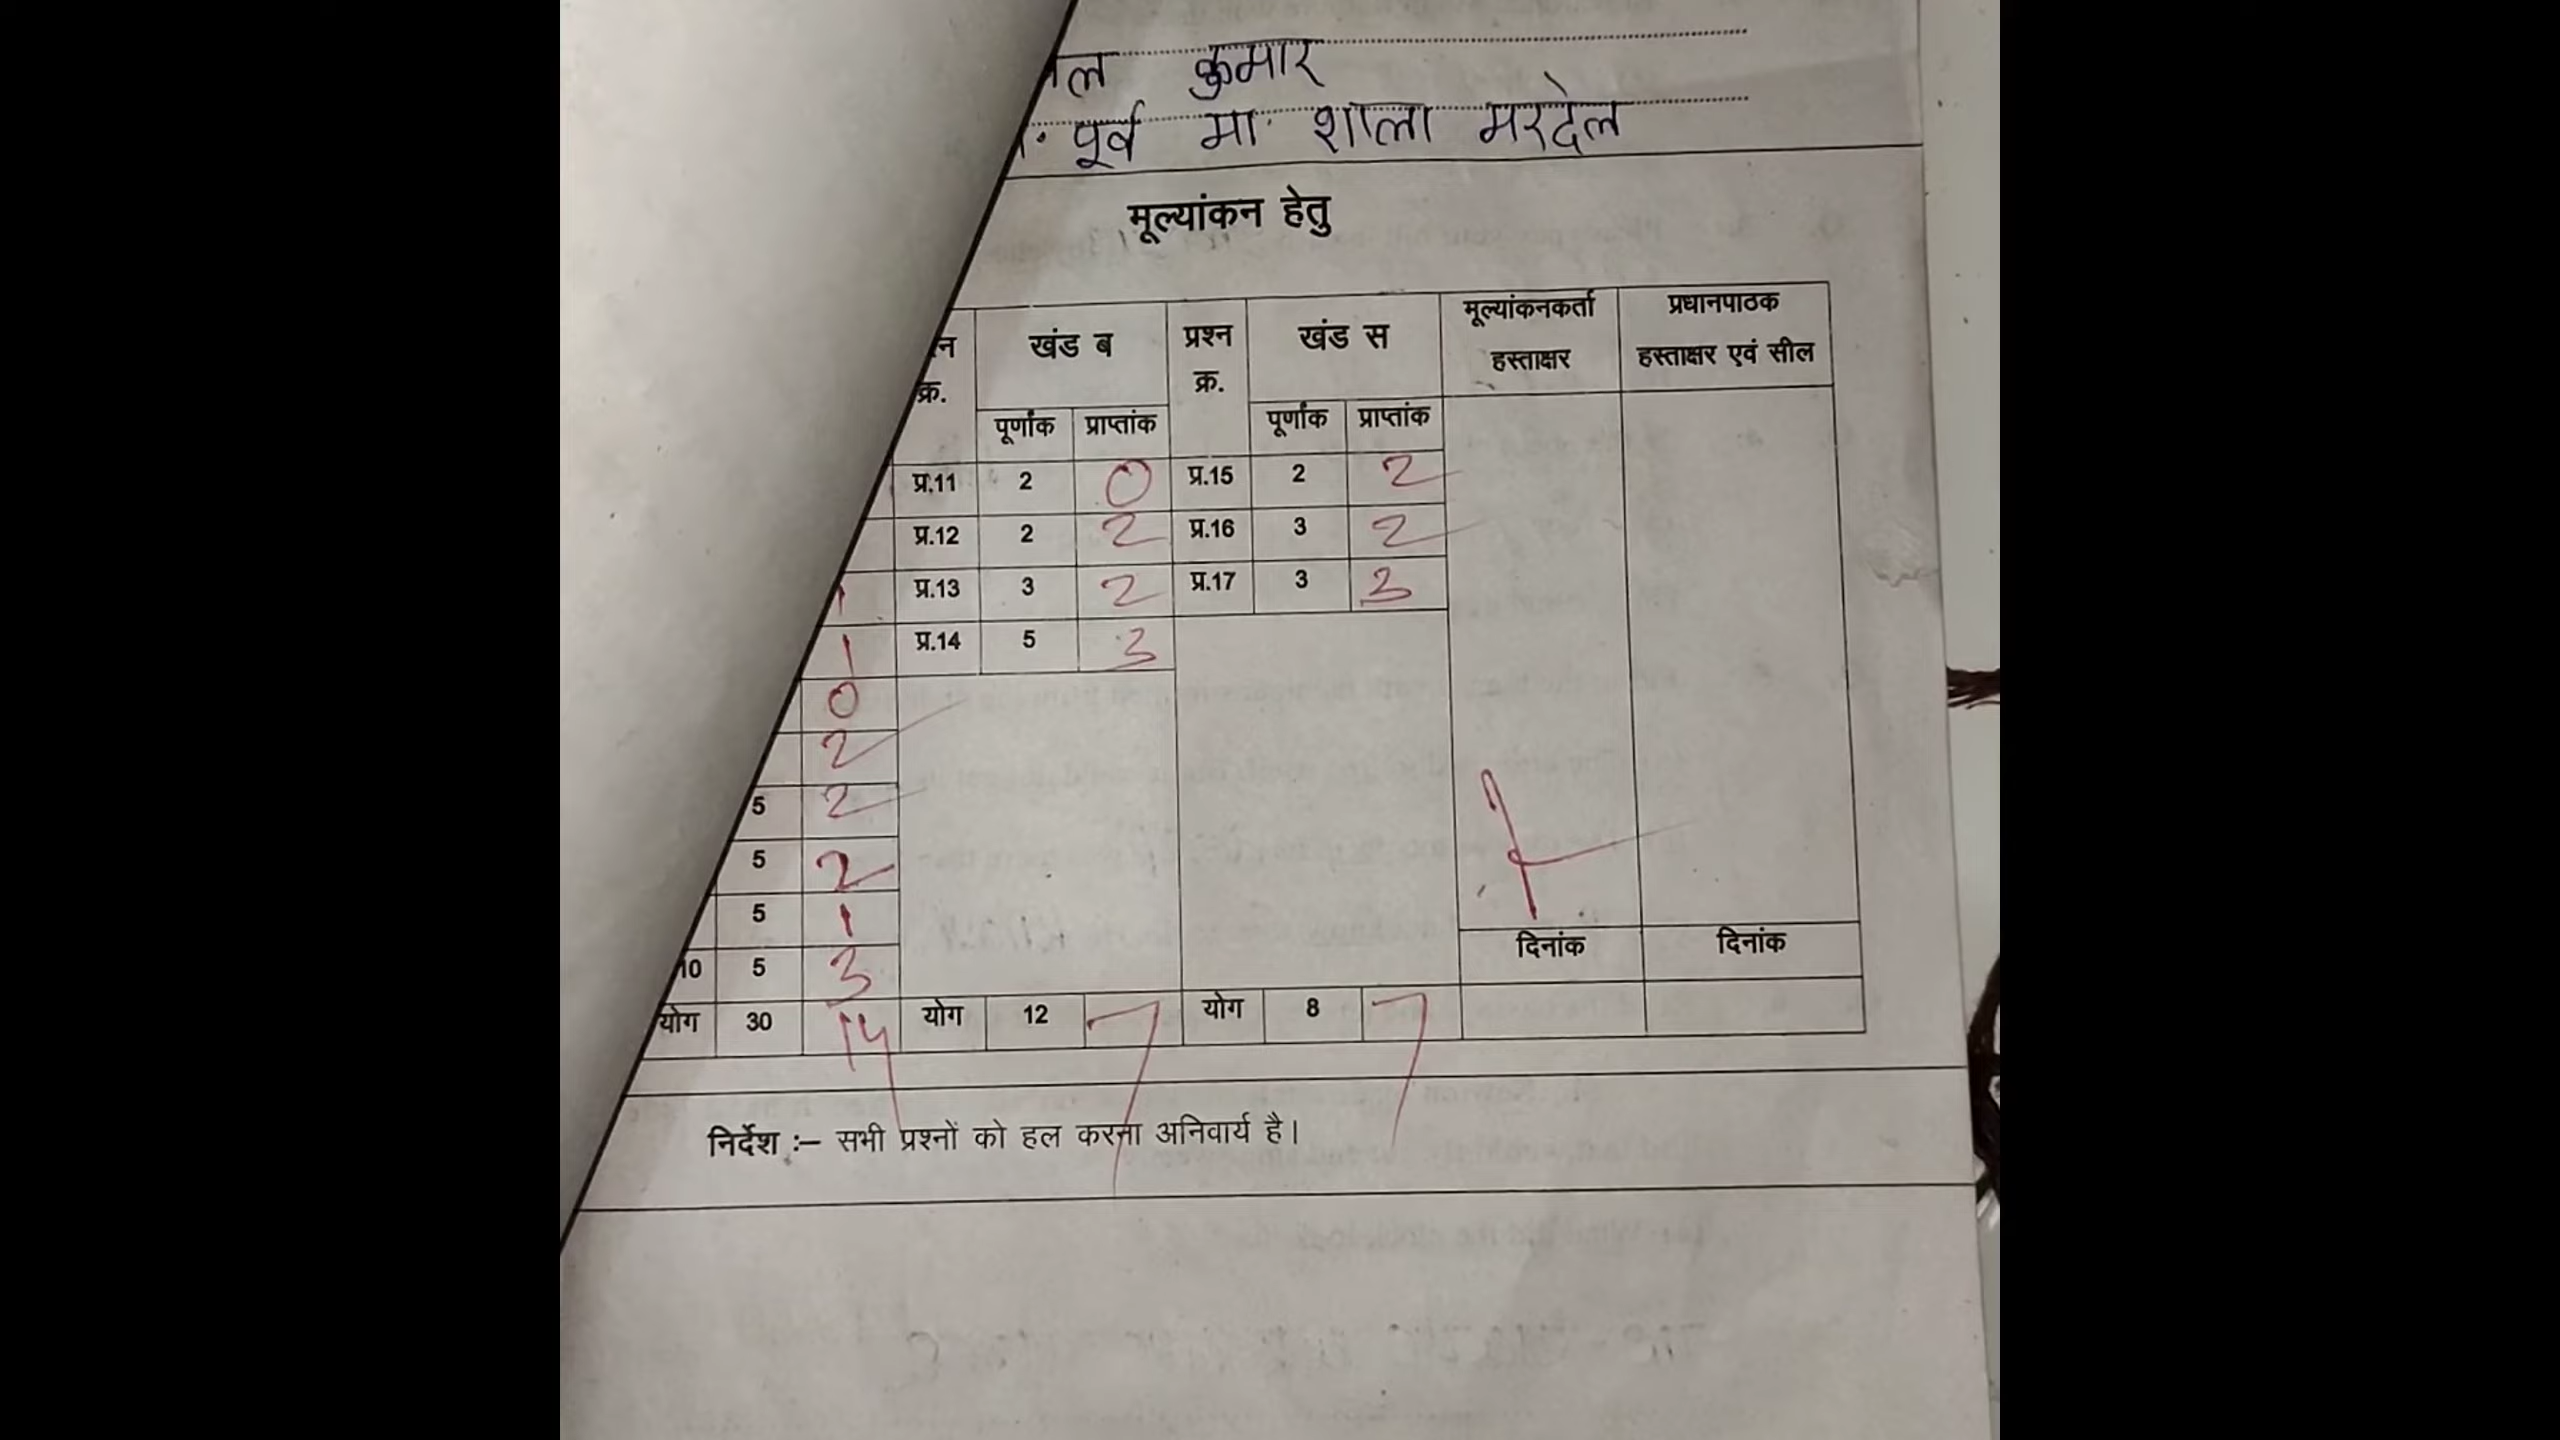 कुमार
पूर्व मा. शाला मरदेल
मूल्यांकन हेतु
क्र. खंड ब प्रश्न क्र. खंड स मूल्यांकनकर्ता हस्ताक्षर प्रधानपाठक हस्ताक्षर एवं सील
पूर्णांक प्राप्तांक पूर्णांक प्राप्तांक
प्र.11 2 0 प्र.15 2 2
प्र.12 2 2 प्र.16 3 2
1 प्र.13 3 2 प्र.17 3 3
1 प्र.14 5 3
0
2
5 2
5 2
5 1
10 5 3 दिनांक दिनांक
योग 30 14 योग 12 7 योग 8 7
निर्देश :– सभी प्रश्नों को हल करना अनिवार्य है।